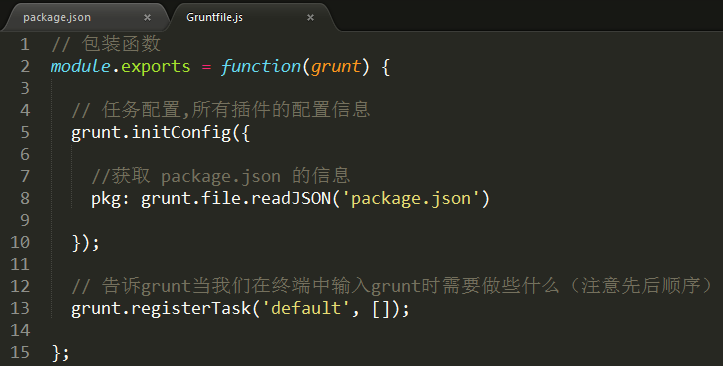 package.json × Gruntfile.js ×
1 // 包装函数
2 module.exports = function(grunt) {
3
4 // 任务配置,所有插件的配置信息
5 grunt.initConfig({
6
7 //获取 package.json 的信息
8 pkg: grunt.file.readJSON('package.json')
9
10 });
11
12 // 告诉grunt当我们在终端中输入grunt时需要做些什么（注意先后顺序）
13 grunt.registerTask('default', []);
14
15 };